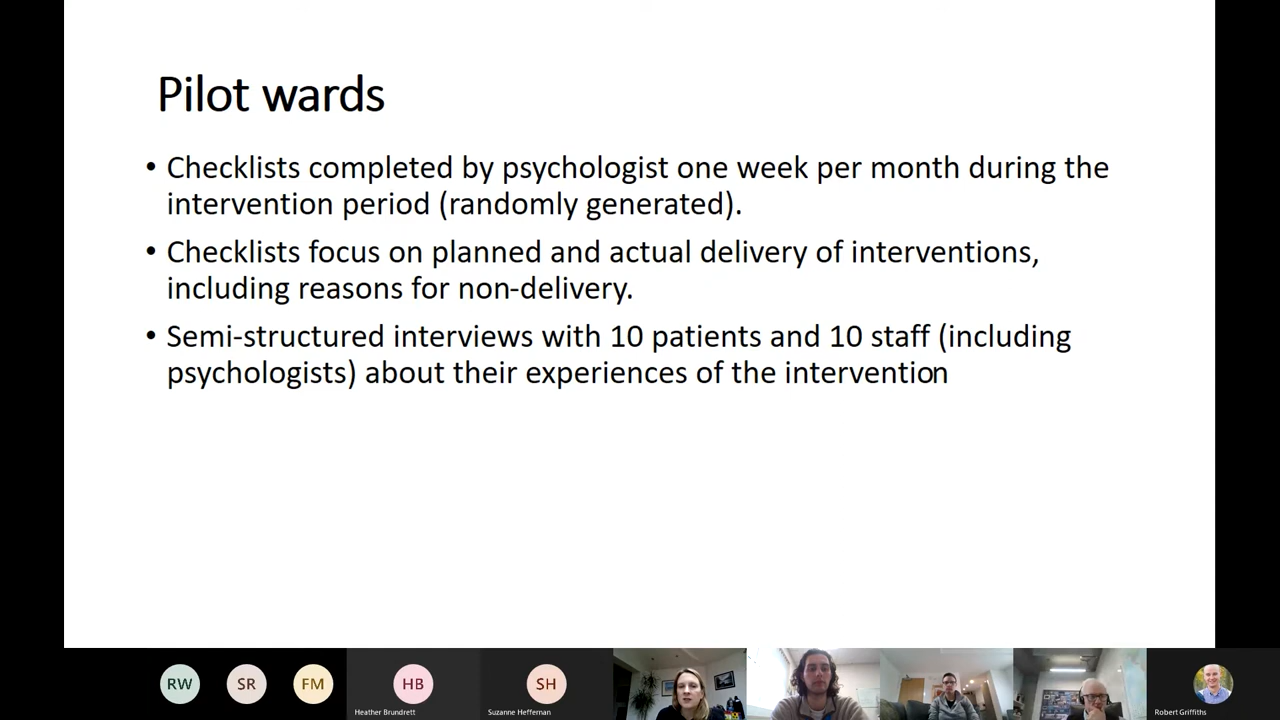 Pilot wards
• Checklists completed by psychologist one week per month during the
intervention period (randomly generated).
• Checklists focus on planned and actual delivery of interventions,
including reasons for non-delivery.
• Semi-structured interviews with 10 patients and 10 staff (including
psychologists) about their experiences of the intervention
RW SR FM HB SH
Heather Brundrett Suzanne Heffernan Robert Griffiths